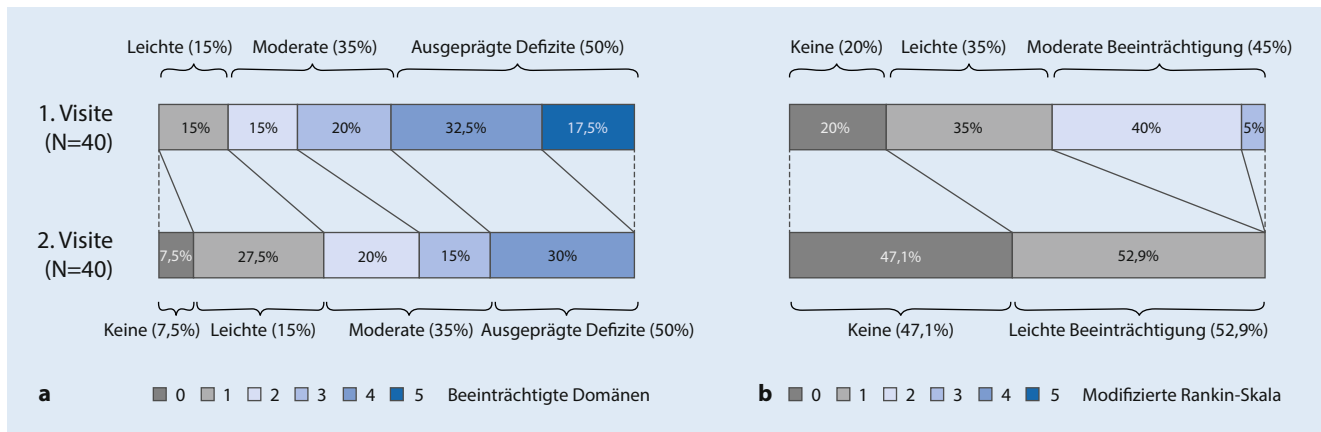 Leichte (15%) Moderate (35%) Ausgeprägte Defizite (50%)
1. Visite
(N=40)
15% 15% 20% 32,5% 17,5%
2. Visite
(N=40)
7,5% 27,5% 20% 15% 30%
Keine (7,5%) Leichte (15%) Moderate (35%) Ausgeprägte Defizite (50%)
a 0 1 2 3 4 5 Beeinträchtigte Domänen
Keine (20%) Leichte (35%) Moderate Beeinträchtigung (45%)
20% 35% 40% 5%
47,1% 52,9%
Keine (47,1%) Leichte Beeinträchtigung (52,9%)
b 0 1 2 3 4 5 Modifizierte Rankin-Skala